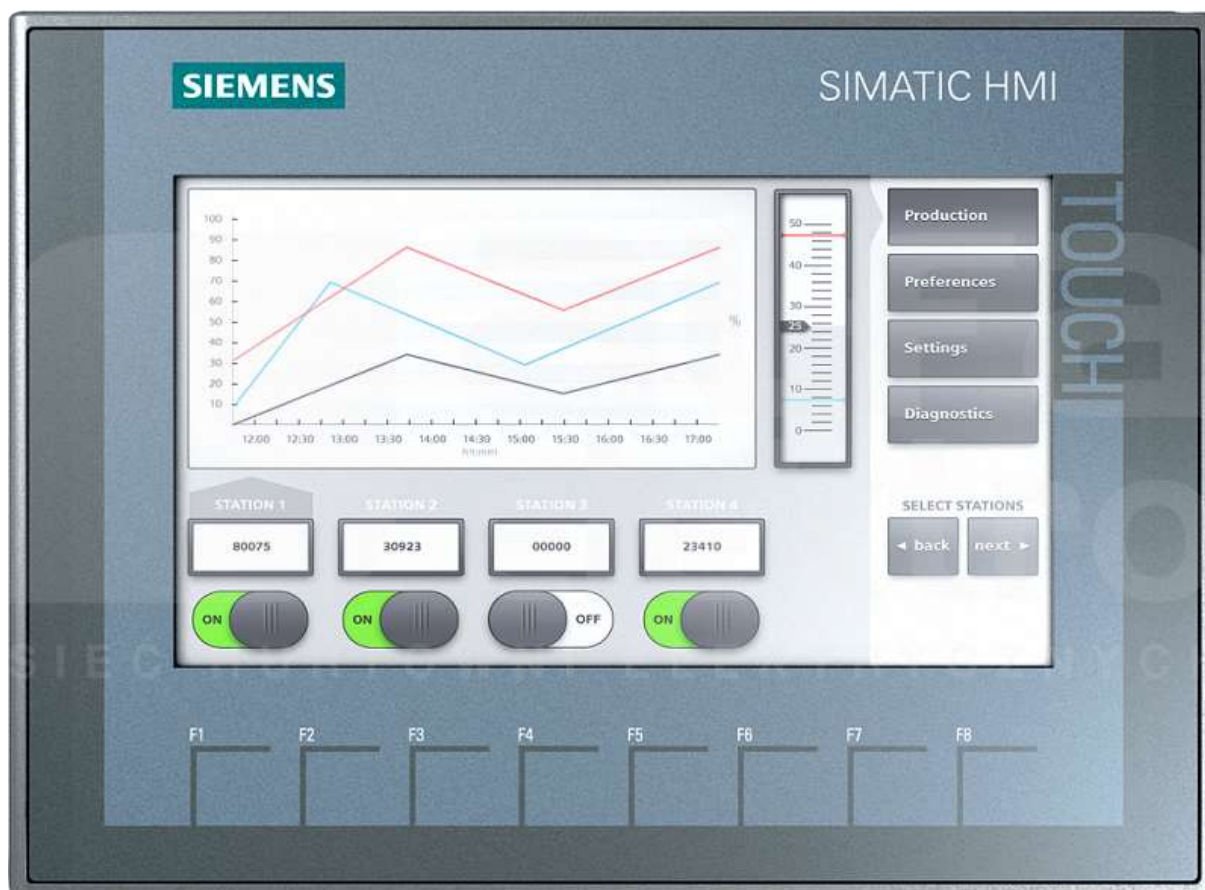 SIEMENS
SIMATIC HMI
TOUCH
100
90
80
70
60
50
40
30
20
10
12:00 12:30 13:00 13:30 14:00 14:30 15:00 15:30 16:00 16:30 17:00
%
50
40
30
25
20
10
0
Production
Preferences
Settings
Diagnostics
STATION 1 STATION 2 STATION 3 STATION 4
80075 30923 00000 23410
ON ON OFF ON
SELECT STATIONS
◄ back next ►
F1 F2 F3 F4 F5 F6 F7 F8